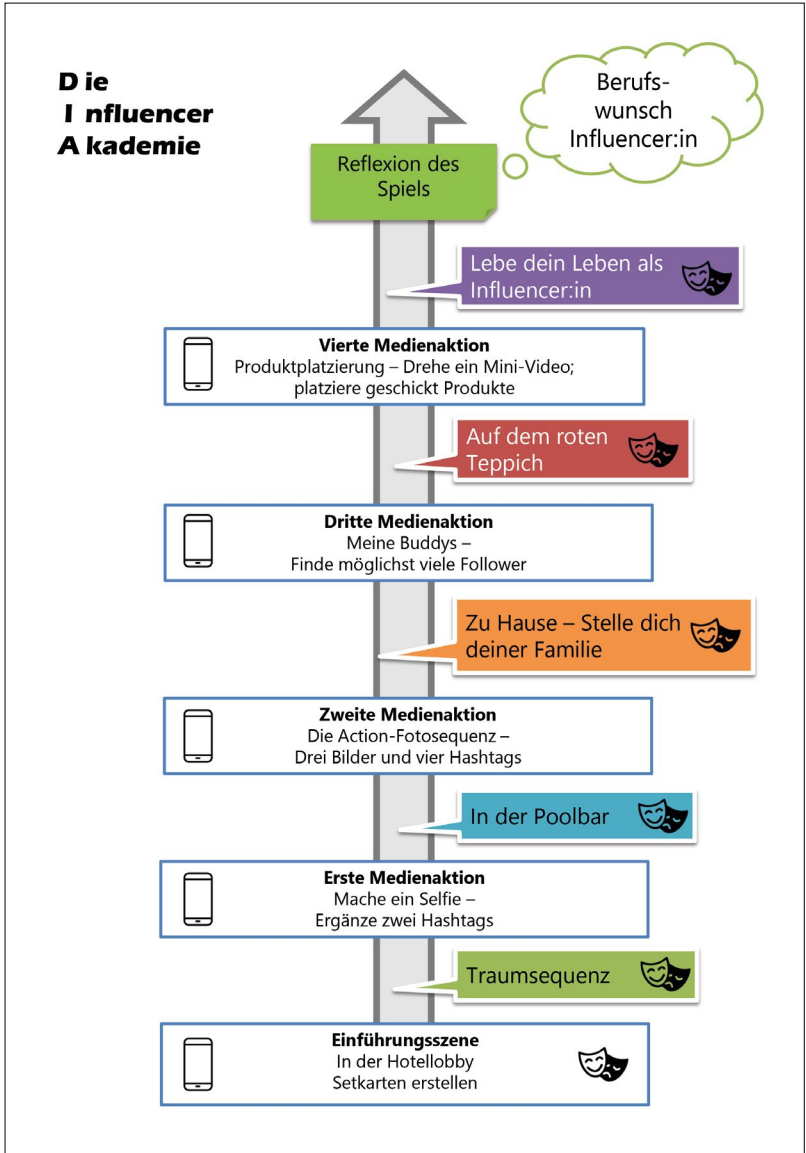 Die
Influencer
Akademie
Berufs-
wunsch
Influencer:in
Reflexion des
Spiels
Lebe dein Leben als
Influencer:in
Vierte Medienaktion
Produktplatzierung – Drehe ein Mini-Video;
platziere geschickt Produkte
Auf dem roten
Teppich
Dritte Medienaktion
Meine Buddys –
Finde möglichst viele Follower
Zu Hause – Stelle dich
deiner Familie
Zweite Medienaktion
Die Action-Fotosequenz –
Drei Bilder und vier Hashtags
In der Poolbar
Erste Medienaktion
Mache ein Selfie –
Ergänze zwei Hashtags
Traumsequenz
Einführungsszene
In der Hotellobby
Setkarten erstellen